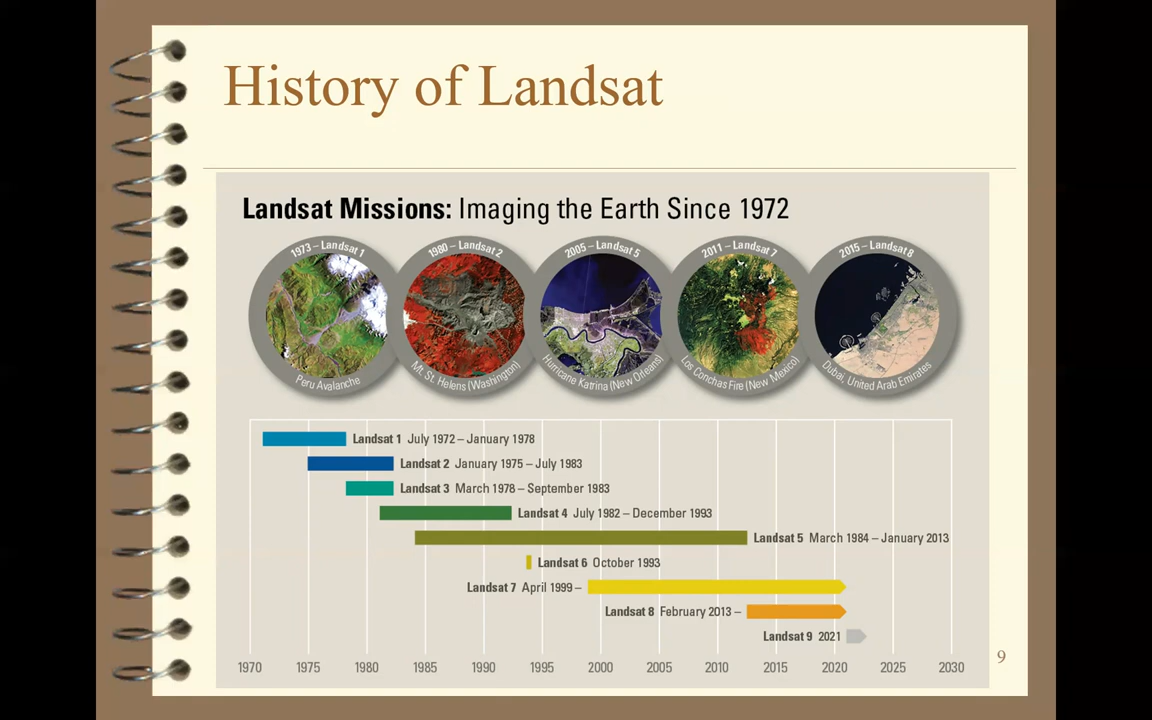 History of Landsat
Landsat Missions: Imaging the Earth Since 1972
1973 – Landsat 1
Peru Avalanche
1980 – Landsat 2
Mt. St. Helens (Washington)
2005 – Landsat 5
Hurricane Katrina (New Orleans)
2011 – Landsat 7
Los Conchas Fire (New Mexico)
2015 – Landsat 8
Dubai, United Arab Emirates
Landsat 1 July 1972 – January 1978
Landsat 2 January 1975 – July 1983
Landsat 3 March 1978 – September 1983
Landsat 4 July 1982 – December 1993
Landsat 5 March 1984 – January 2013
Landsat 6 October 1993
Landsat 7 April 1999 –
Landsat 8 February 2013 –
Landsat 9 2021
1970 1975 1980 1985 1990 1995 2000 2005 2010 2015 2020 2025 2030
9